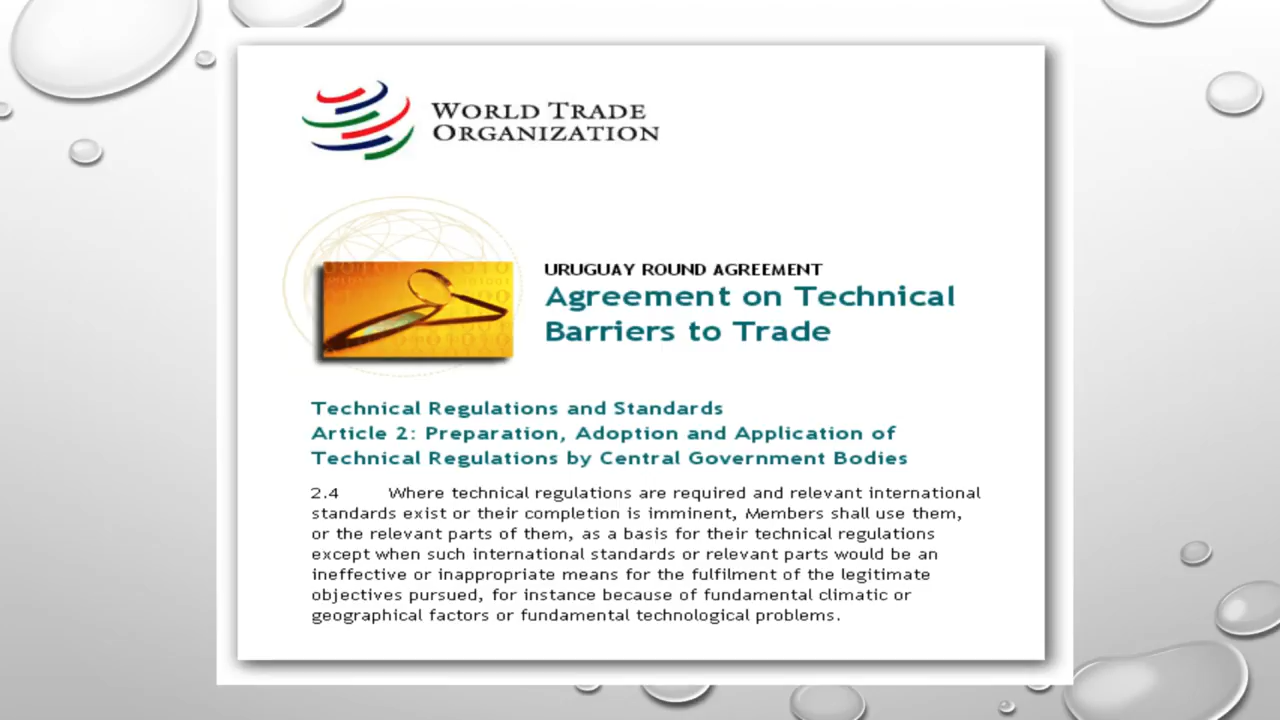 WORLD TRADE
ORGANIZATION
URUGUAY ROUND AGREEMENT
Agreement on Technical
Barriers to Trade
Technical Regulations and Standards
Article 2: Preparation, Adoption and Application of
Technical Regulations by Central Government Bodies
2.4 Where technical regulations are required and relevant international
standards exist or their completion is imminent, Members shall use them,
or the relevant parts of them, as a basis for their technical regulations
except when such international standards or relevant parts would be an
ineffective or inappropriate means for the fulfilment of the legitimate
objectives pursued, for instance because of fundamental climatic or
geographical factors or fundamental technological problems.